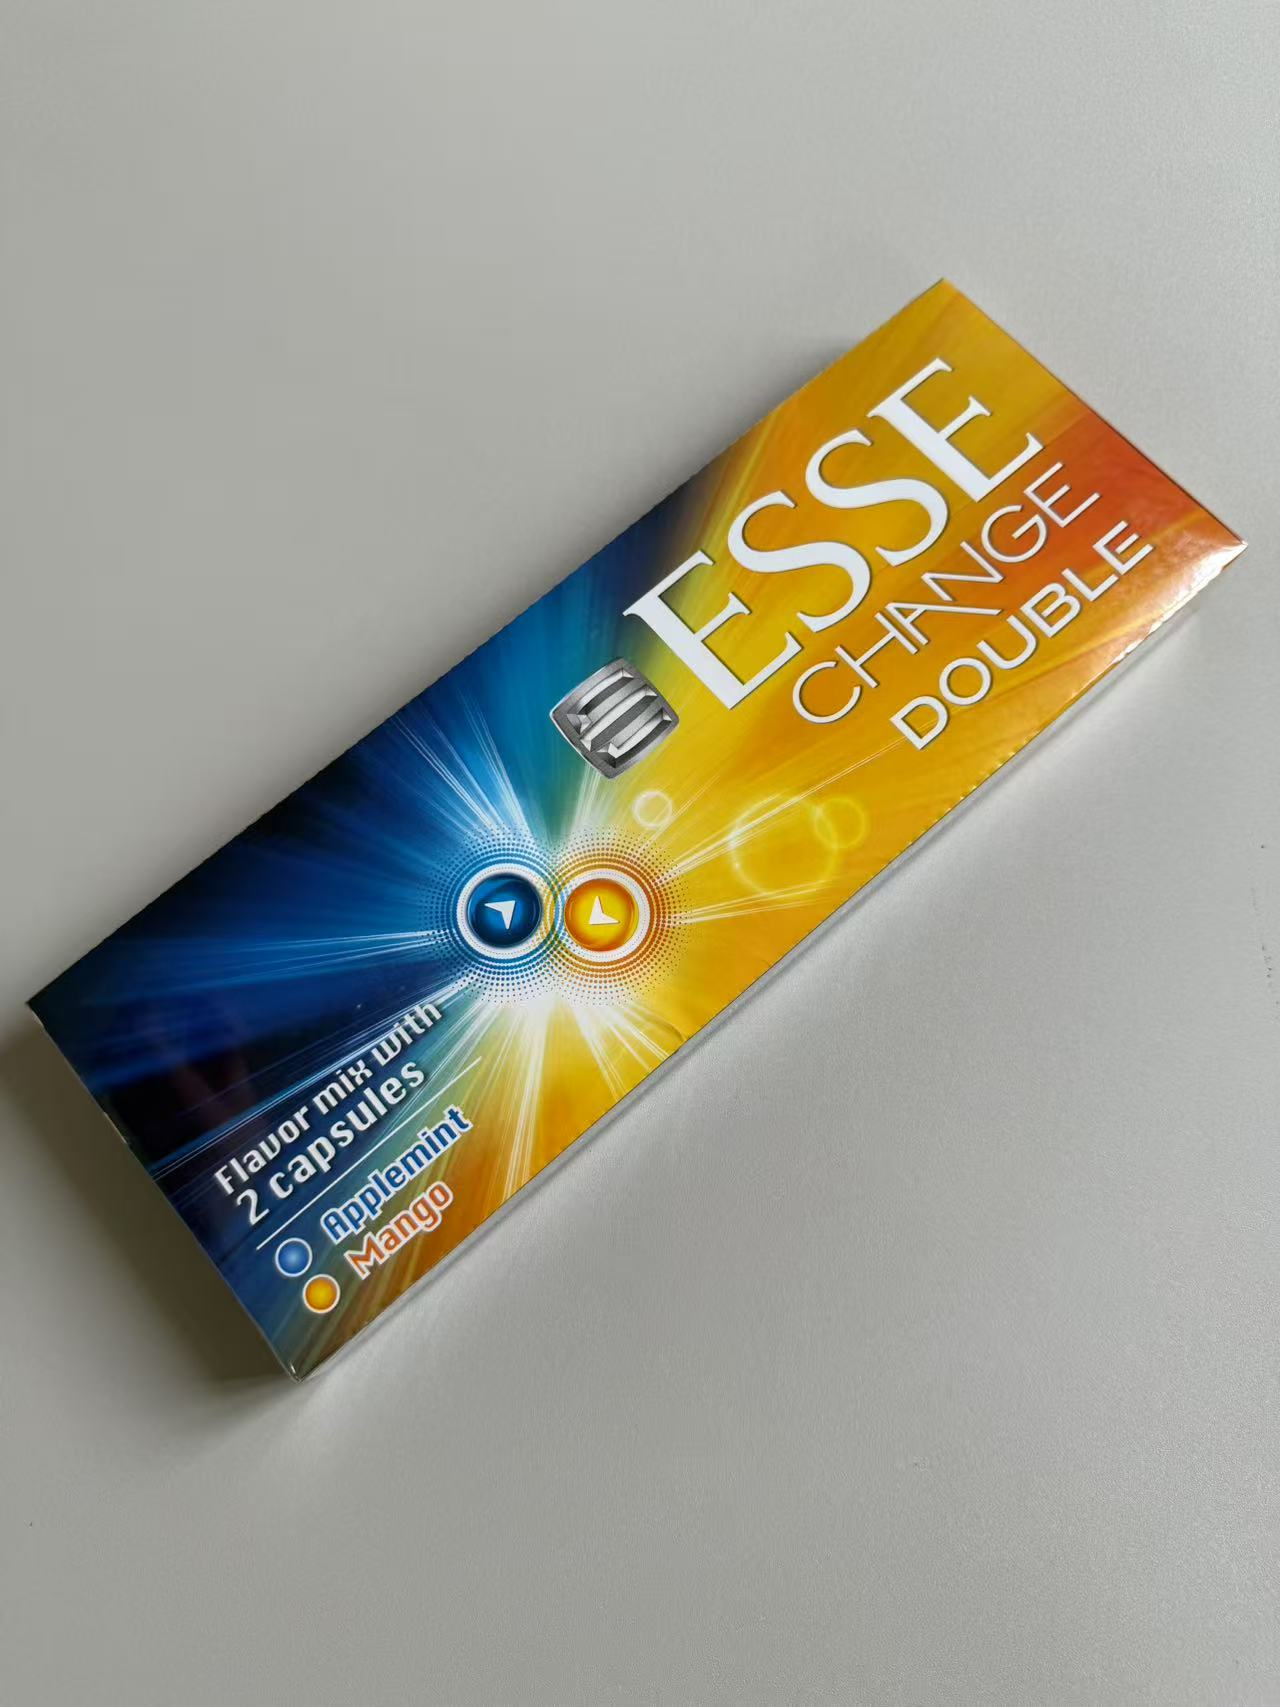 ESSE
CHANGE
DOUBLE
Flavor mix with
2 capsules
Applemint
Mango